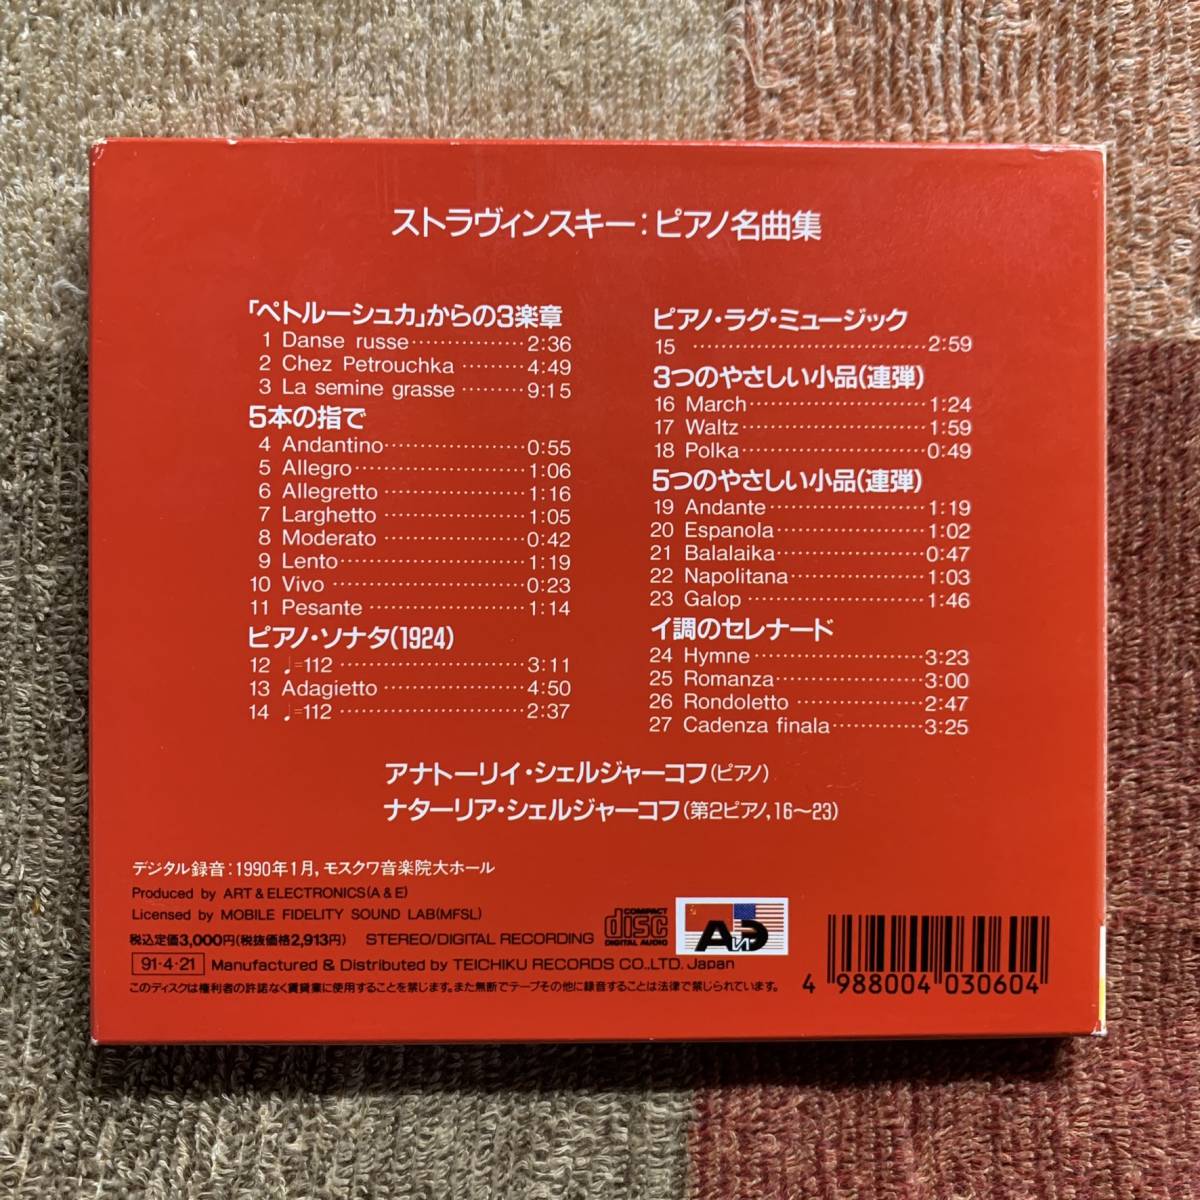 ストラヴィンスキー：ピアノ名曲集
「ペトルーシュカ」からの3楽章
1 Danse russe 2:36
2 Chez Petrouchka 4:49
3 La semine grasse 9:15
5本の指で
4 Andantino 0:55
5 Allegro 1:06
6 Allegretto 1:16
7 Larghetto 1:05
8 Moderato 0:42
9 Lento 1:19
10 Vivo 0:23
11 Pesante 1:14
ピアノ・ソナタ(1924)
12 ♩=112 3:11
13 Adagietto 4:50
14 ♩=112 2:37
ピアノ・ラグ・ミュージック
15 2:59
3つのやさしい小品(連弾)
16 March 1:24
17 Waltz 1:59
18 Polka 0:49
5つのやさしい小品(連弾)
19 Andante 1:19
20 Espanola 1:02
21 Balalaika 0:47
22 Napolitana 1:03
23 Galop 1:46
イ調のセレナード
24 Hymne 3:23
25 Romanza 3:00
26 Rondoletto 2:47
27 Cadenza finala 3:25
アナトーリイ・シェルジャーコフ(ピアノ)
ナターリア・シェルジャーコフ(第2ピアノ,16〜23)
デジタル録音：1990年1月, モスクワ音楽院大ホール
Produced by ART & ELECTRONICS(A & E)
Licensed by MOBILE FIDELITY SOUND LAB(MFSL)
税込定価3,000円(税抜価格2,913円) STEREO/DIGITAL RECORDING
COMPACT disc DIGITAL AUDIO
AиЭ
91・4・21 Manufactured & Distributed by TEICHIKU RECORDS CO.,LTD. Japan
このディスクは権利者の許諾なく賃貸業に使用することを禁じます。また無断でテープその他に録音することは法律で禁じられています。
4 988004 030604